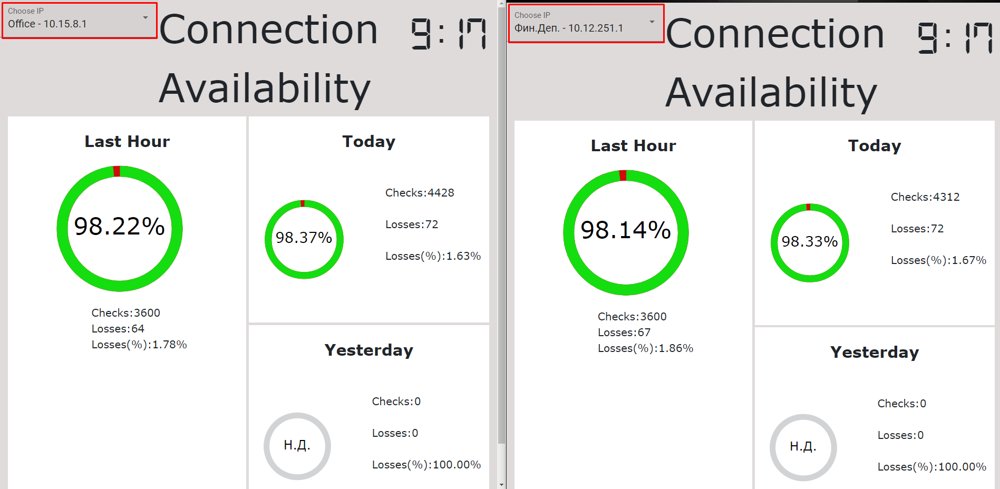 Choose IP
Office - 10.15.8.1
Connection
Availability
9:17
Last Hour
98.22%
Checks:3600
Losses:64
Losses(%):1.78%
Today
98.37%
Checks:4428
Losses:72
Losses(%):1.63%
Yesterday
Н.Д.
Checks:0
Losses:0
Losses(%):100.00%
Choose IP
Фин.Деп. - 10.12.251.1
Connection
Availability
9:17
Last Hour
98.14%
Checks:3600
Losses:67
Losses(%):1.86%
Today
98.33%
Checks:4312
Losses:72
Losses(%):1.67%
Yesterday
Н.Д.
Checks:0
Losses:0
Losses(%):100.00%